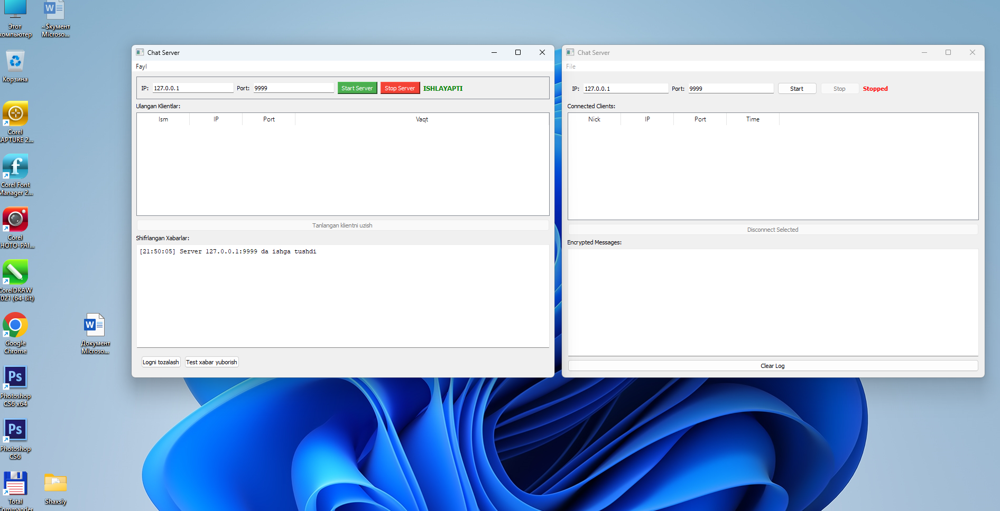 Этот
компьютер
~$кумент
Microso...
Корзина
Corel
CAPTURE 2...
Corel Font
Manager 2...
Corel
PHOTO-PAI...
CorelDRAW
2021 (64-Bit)
Google
Chrome
Документ
Microso...
Photoshop
CS6 x64
Photoshop
CS6
Total
Commander
Shaxsiy
Chat Server
Fayl
IP: 127.0.0.1 Port: 9999 Start Server Stop Server ISHLAYAPTI
Ulangan Klientlar:
Ism IP Port Vaqt
Tanlangan klientni uzish
Shifrlangan Xabarlar:
[21:50:05] Server 127.0.0.1:9999 da ishga tushdi
Logni tozalash Test xabar yuborish
Chat Server
File
IP: 127.0.0.1 Port: 9999 Start Stop Stopped
Connected Clients:
Nick IP Port Time
Disconnect Selected
Encrypted Messages:
Clear Log